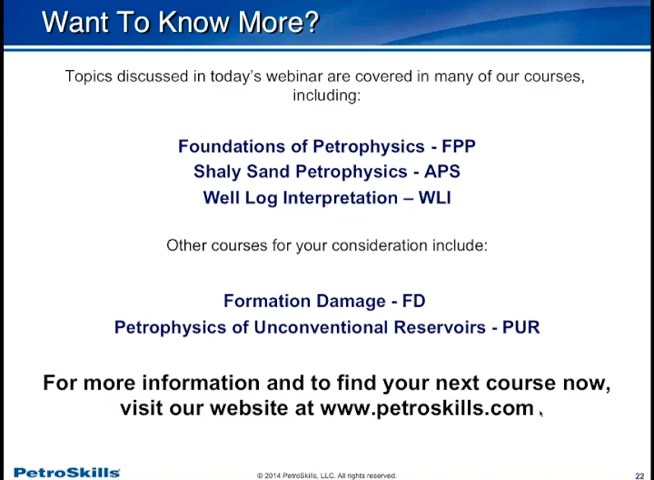 Want To Know More?
Topics discussed in today's webinar are covered in many of our courses,
including:
Foundations of Petrophysics - FPP
Shaly Sand Petrophysics - APS
Well Log Interpretation – WLI
Other courses for your consideration include:
Formation Damage - FD
Petrophysics of Unconventional Reservoirs - PUR
For more information and to find your next course now,
visit our website at www.petroskills.com
PetroSkills
© 2014 PetroSkills, LLC. All rights reserved.
22